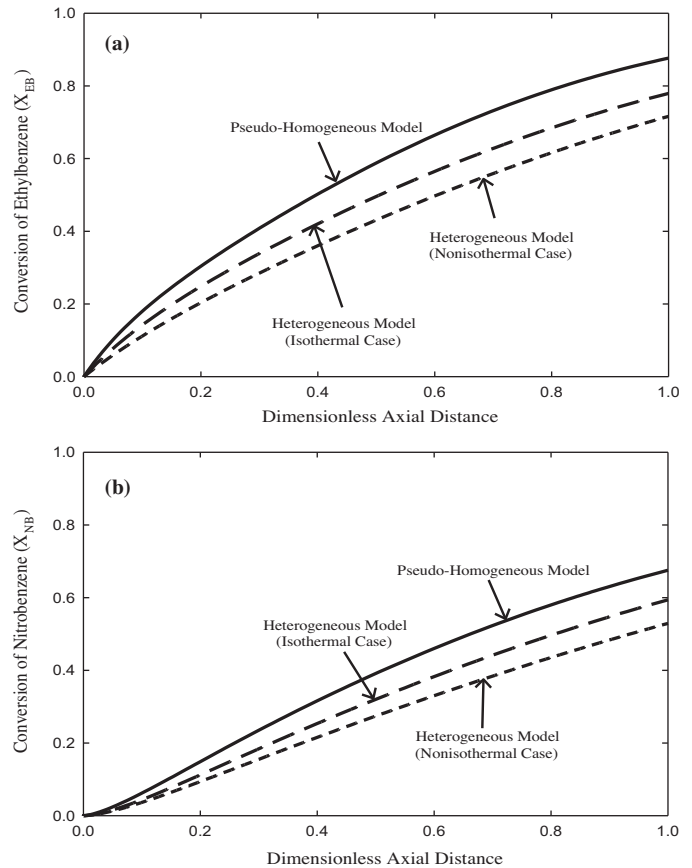 1.0
(a)
0.8
Pseudo-Homogeneous Model
0.6
Conversion of Ethylbenzene (X_EB)
0.4
Heterogeneous Model
(Nonisothermal Case)
0.2
Heterogeneous Model
(Isothermal Case)
0.0
0.0 0.2 0.4 0.6 0.8 1.0
Dimensionless Axial Distance
1.0
(b)
0.8
Pseudo-Homogeneous Model
0.6
Conversion of Nitrobenzene (X_NB)
Heterogeneous Model
(Isothermal Case)
0.4
0.2
Heterogeneous Model
(Nonisothermal Case)
0.0
0.0 0.2 0.4 0.6 0.8 1.0
Dimensionless Axial Distance